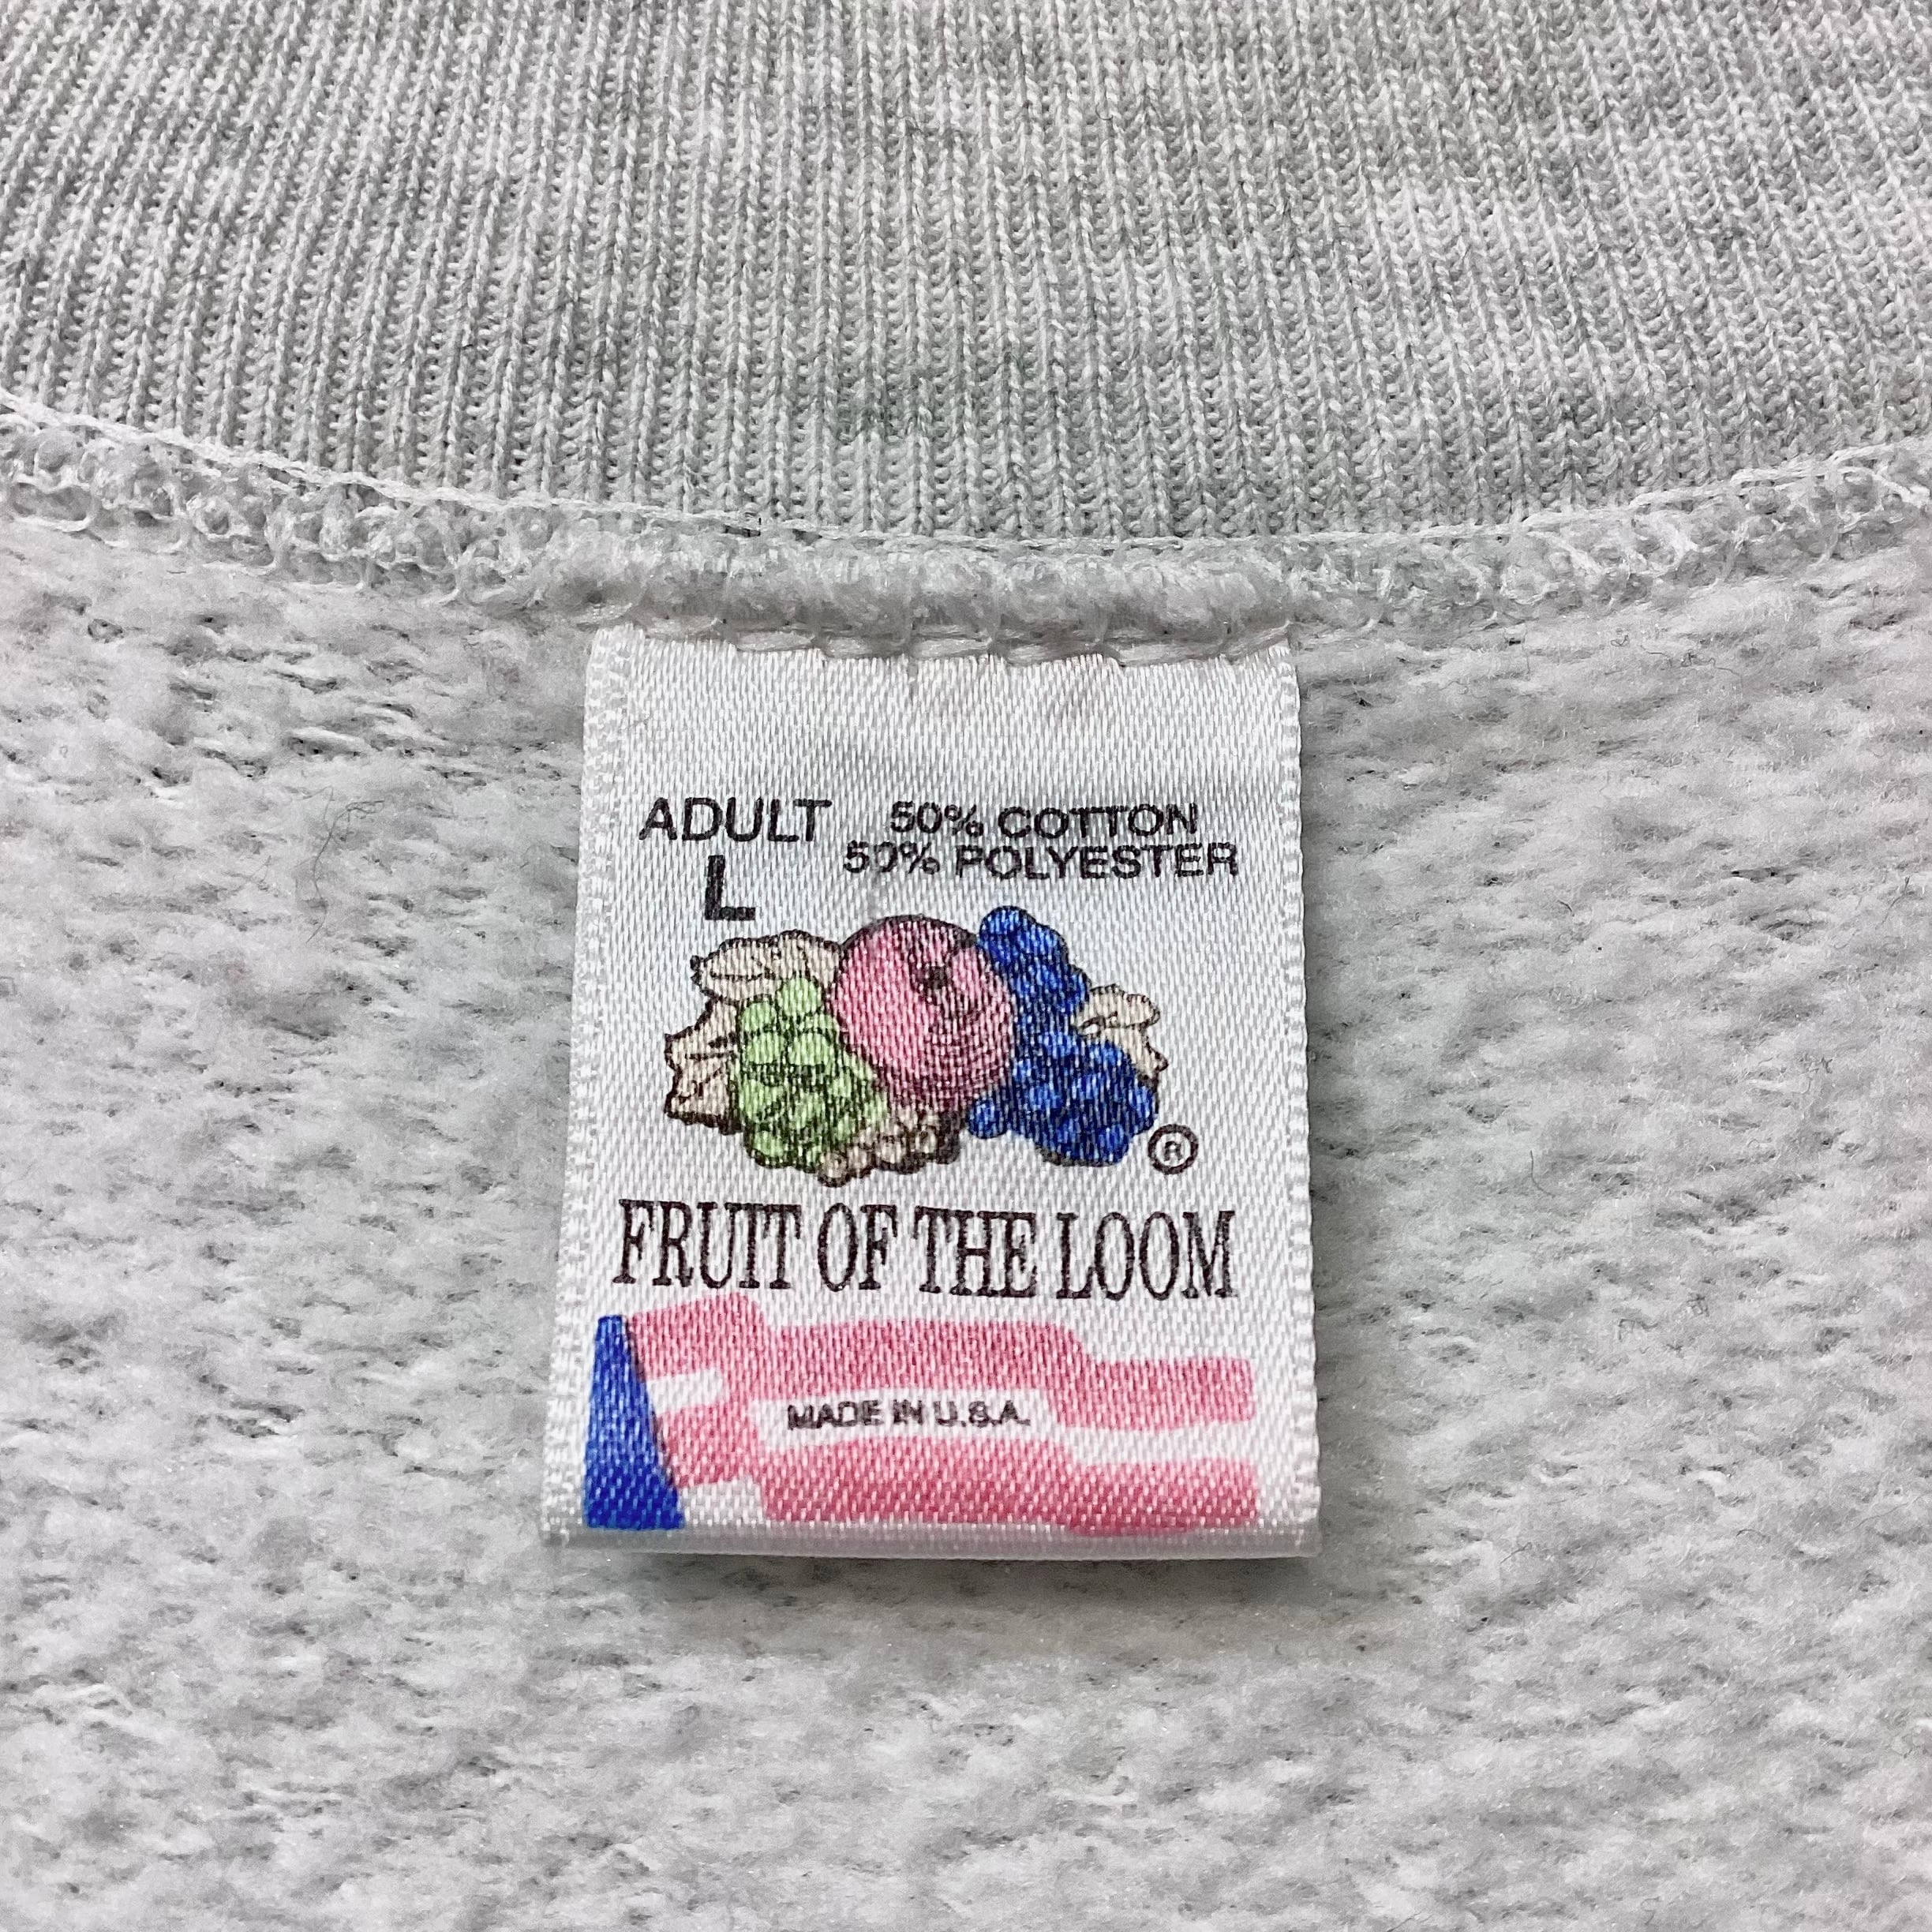 ADULT 50% COTTON
L 50% POLYESTER
®
FRUIT OF THE LOOM
MADE IN U.S.A.